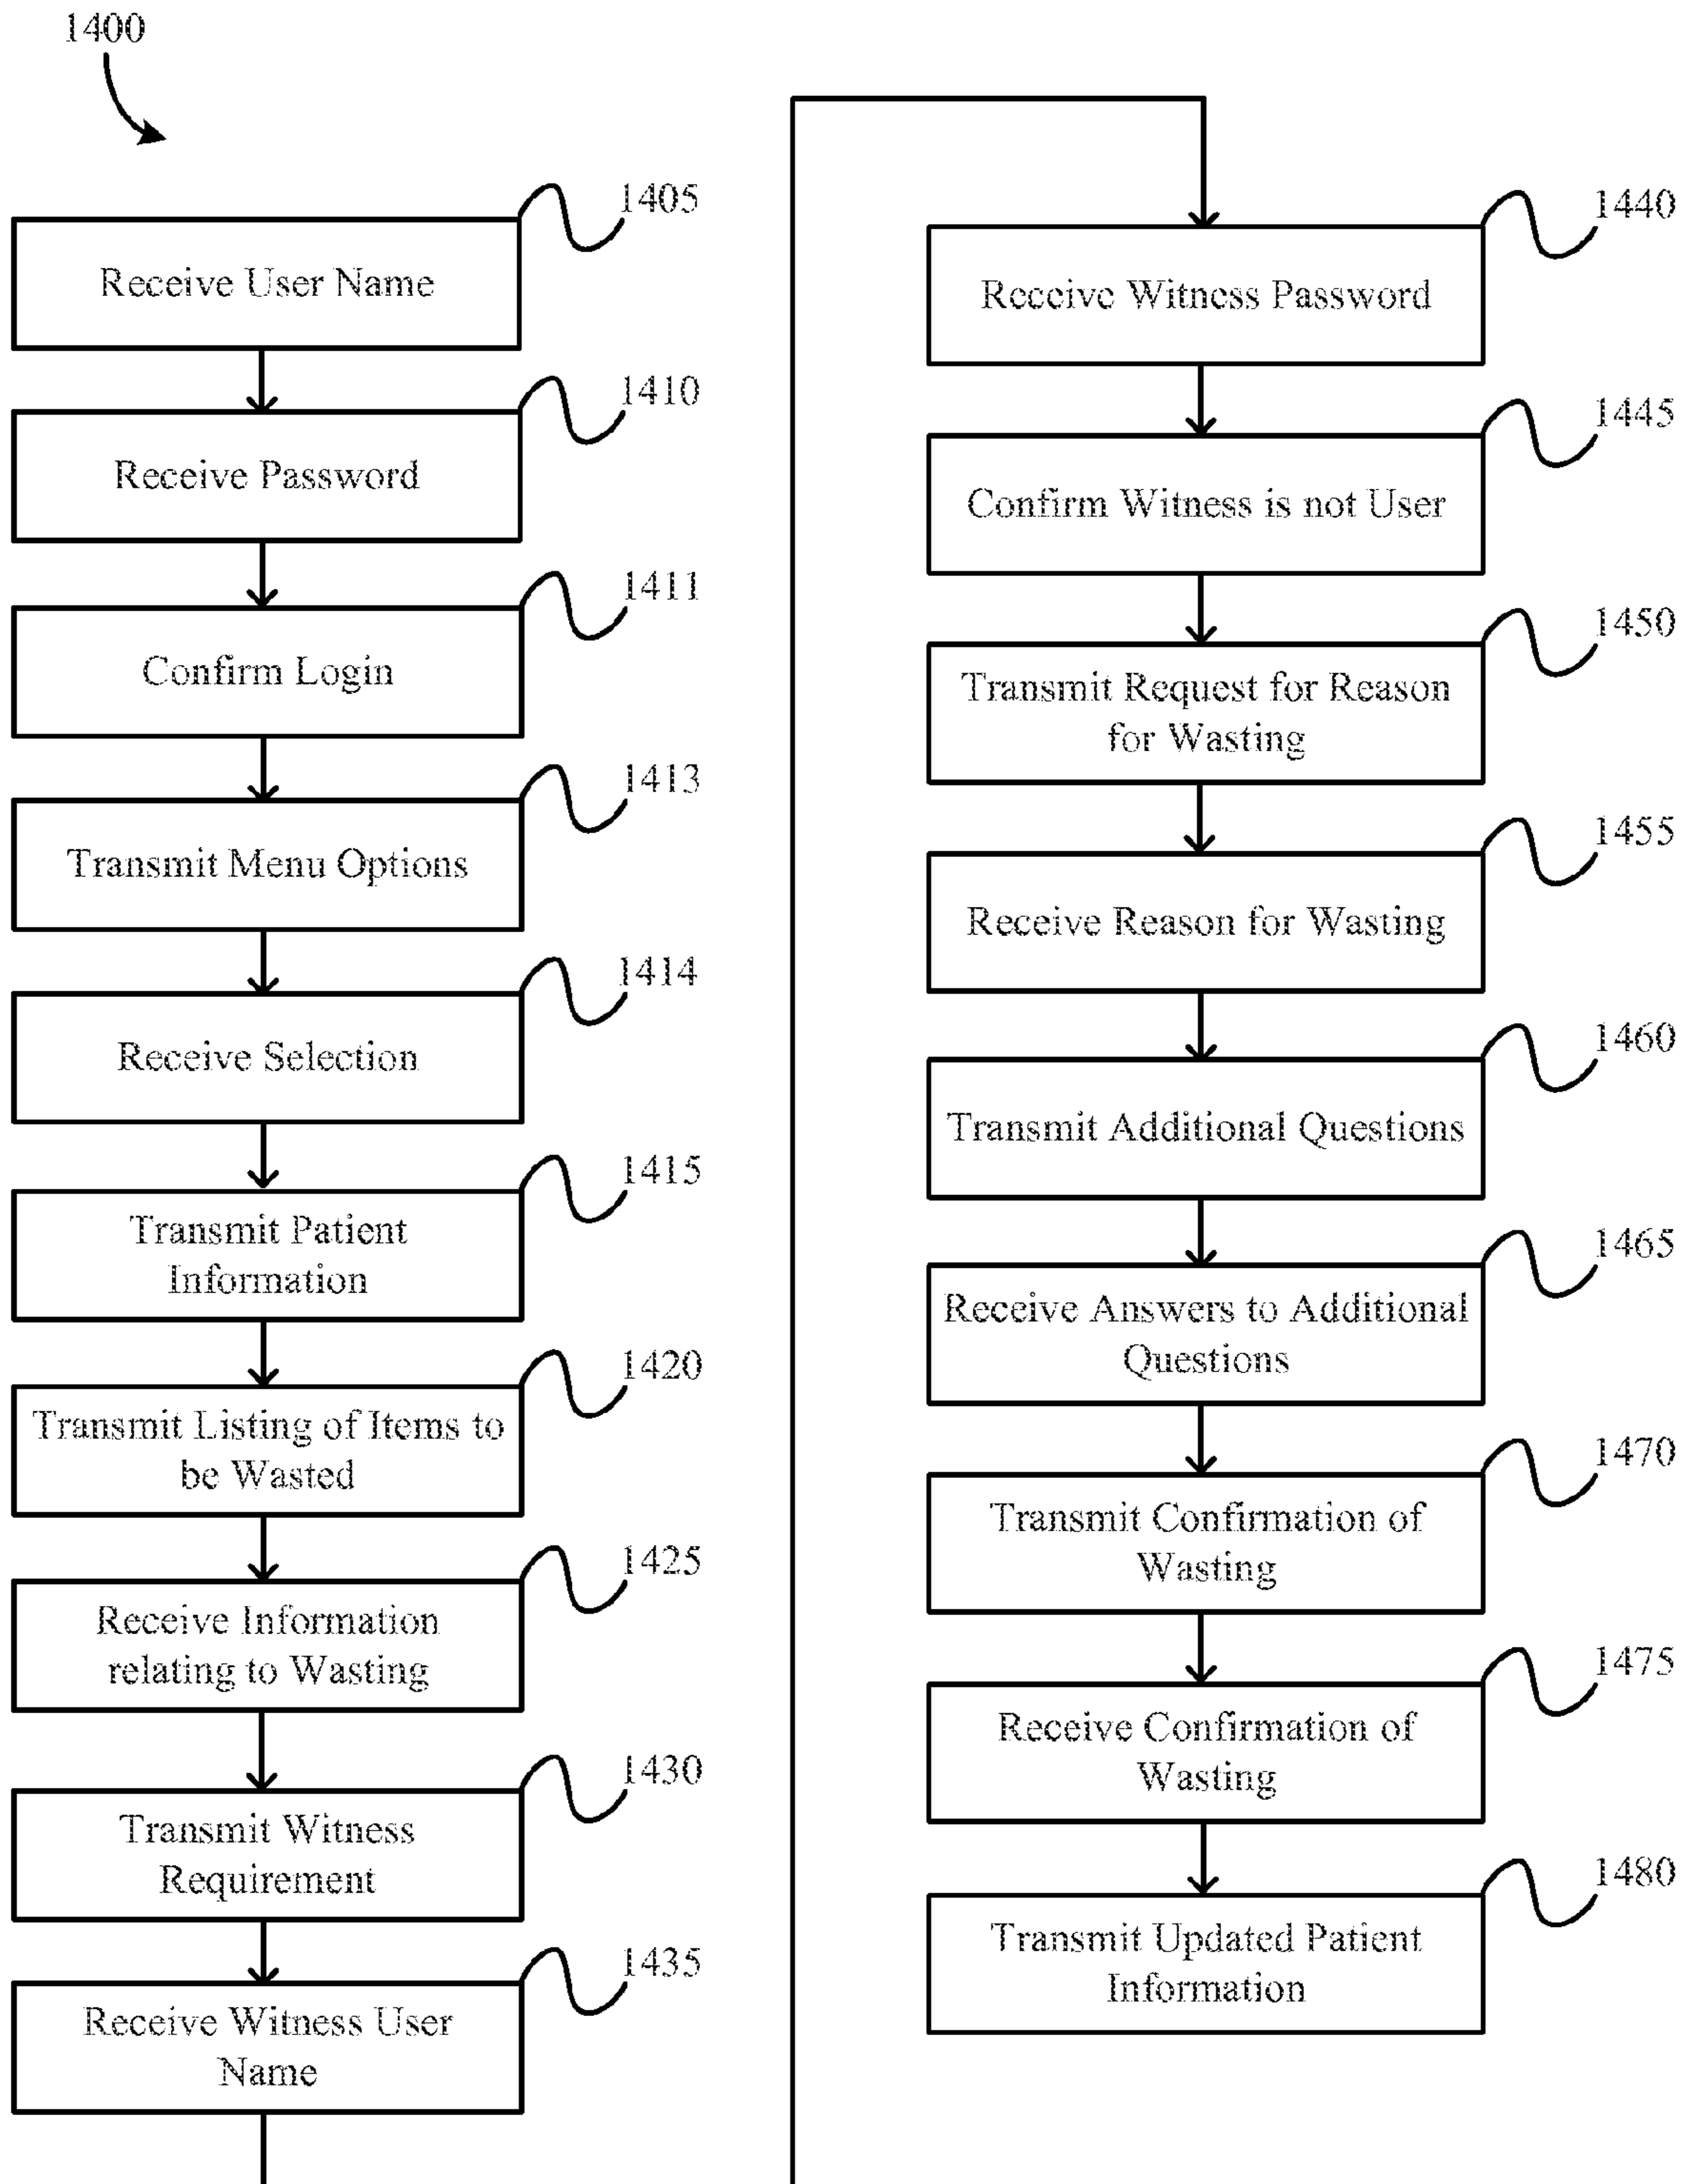 1400
1405
Receive User Name
1410
Receive Password
1411
Confirm Login
1413
Transmit Menu Options
1414
Receive Selection
1415
Transmit Patient
Information
1420
Transmit Listing of Items to
be Wasted
1425
Receive Information
relating to Wasting
1430
Transmit Witness
Requirement
1435
Receive Witness User
Name
1440
Receive Witness Password
1445
Confirm Witness is not User
1450
Transmit Request for Reason
for Wasting
1455
Receive Reason for Wasting
1460
Transmit Additional Questions
1465
Receive Answers to Additional
Questions
1470
Transmit Confirmation of
Wasting
1475
Receive Confirmation of
Wasting
1480
Transmit Updated Patient
Information